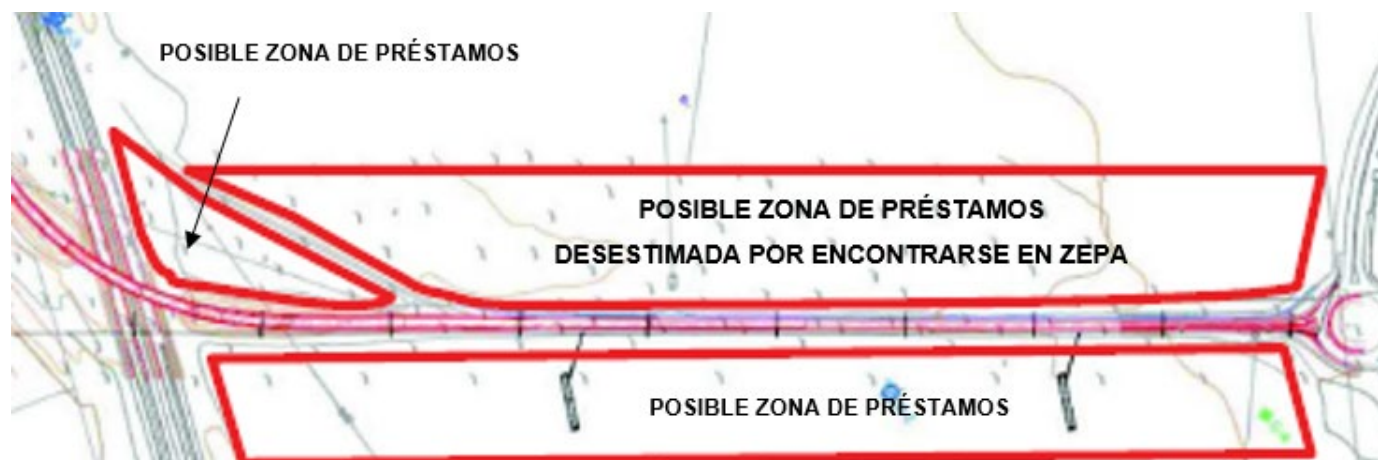 POSIBLE ZONA DE PRÉSTAMOS
POSIBLE ZONA DE PRÉSTAMOS
DESESTIMADA POR ENCONTRARSE EN ZEPA
POSIBLE ZONA DE PRÉSTAMOS